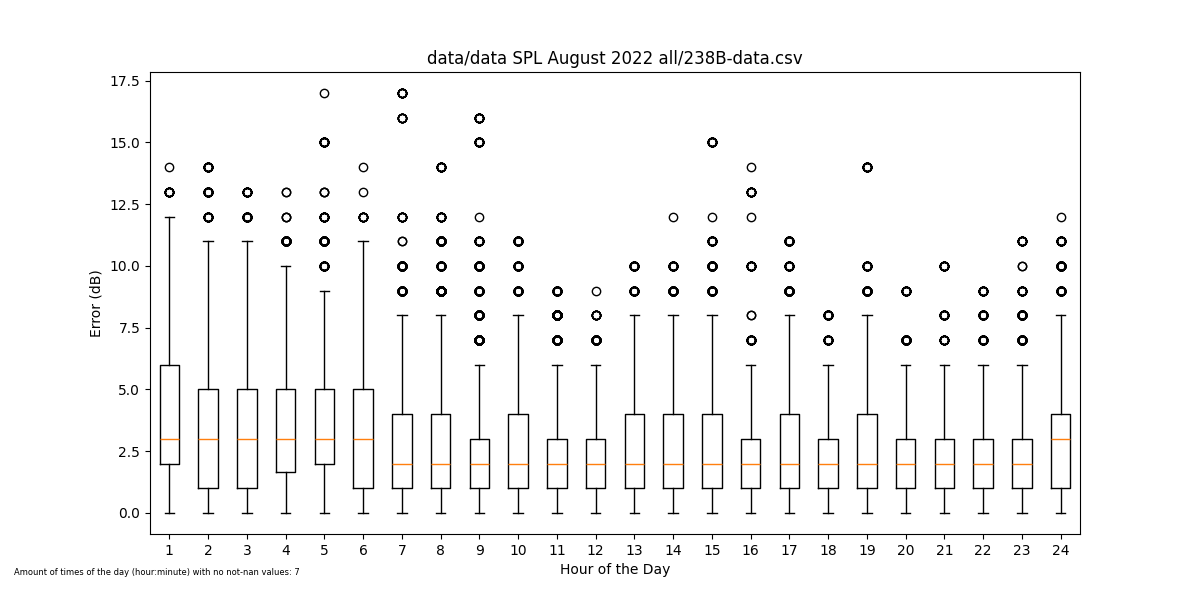 data/data SPL August 2022 all/238B-data.csv
17.5
15.0
12.5
10.0
7.5
5.0
2.5
0.0
Error (dB)
1 2 3 4 5 6 7 8 9 10 11 12 13 14 15 16 17 18 19 20 21 22 23 24
Hour of the Day
Amount of times of the day (hour:minute) with no not-nan values: 7